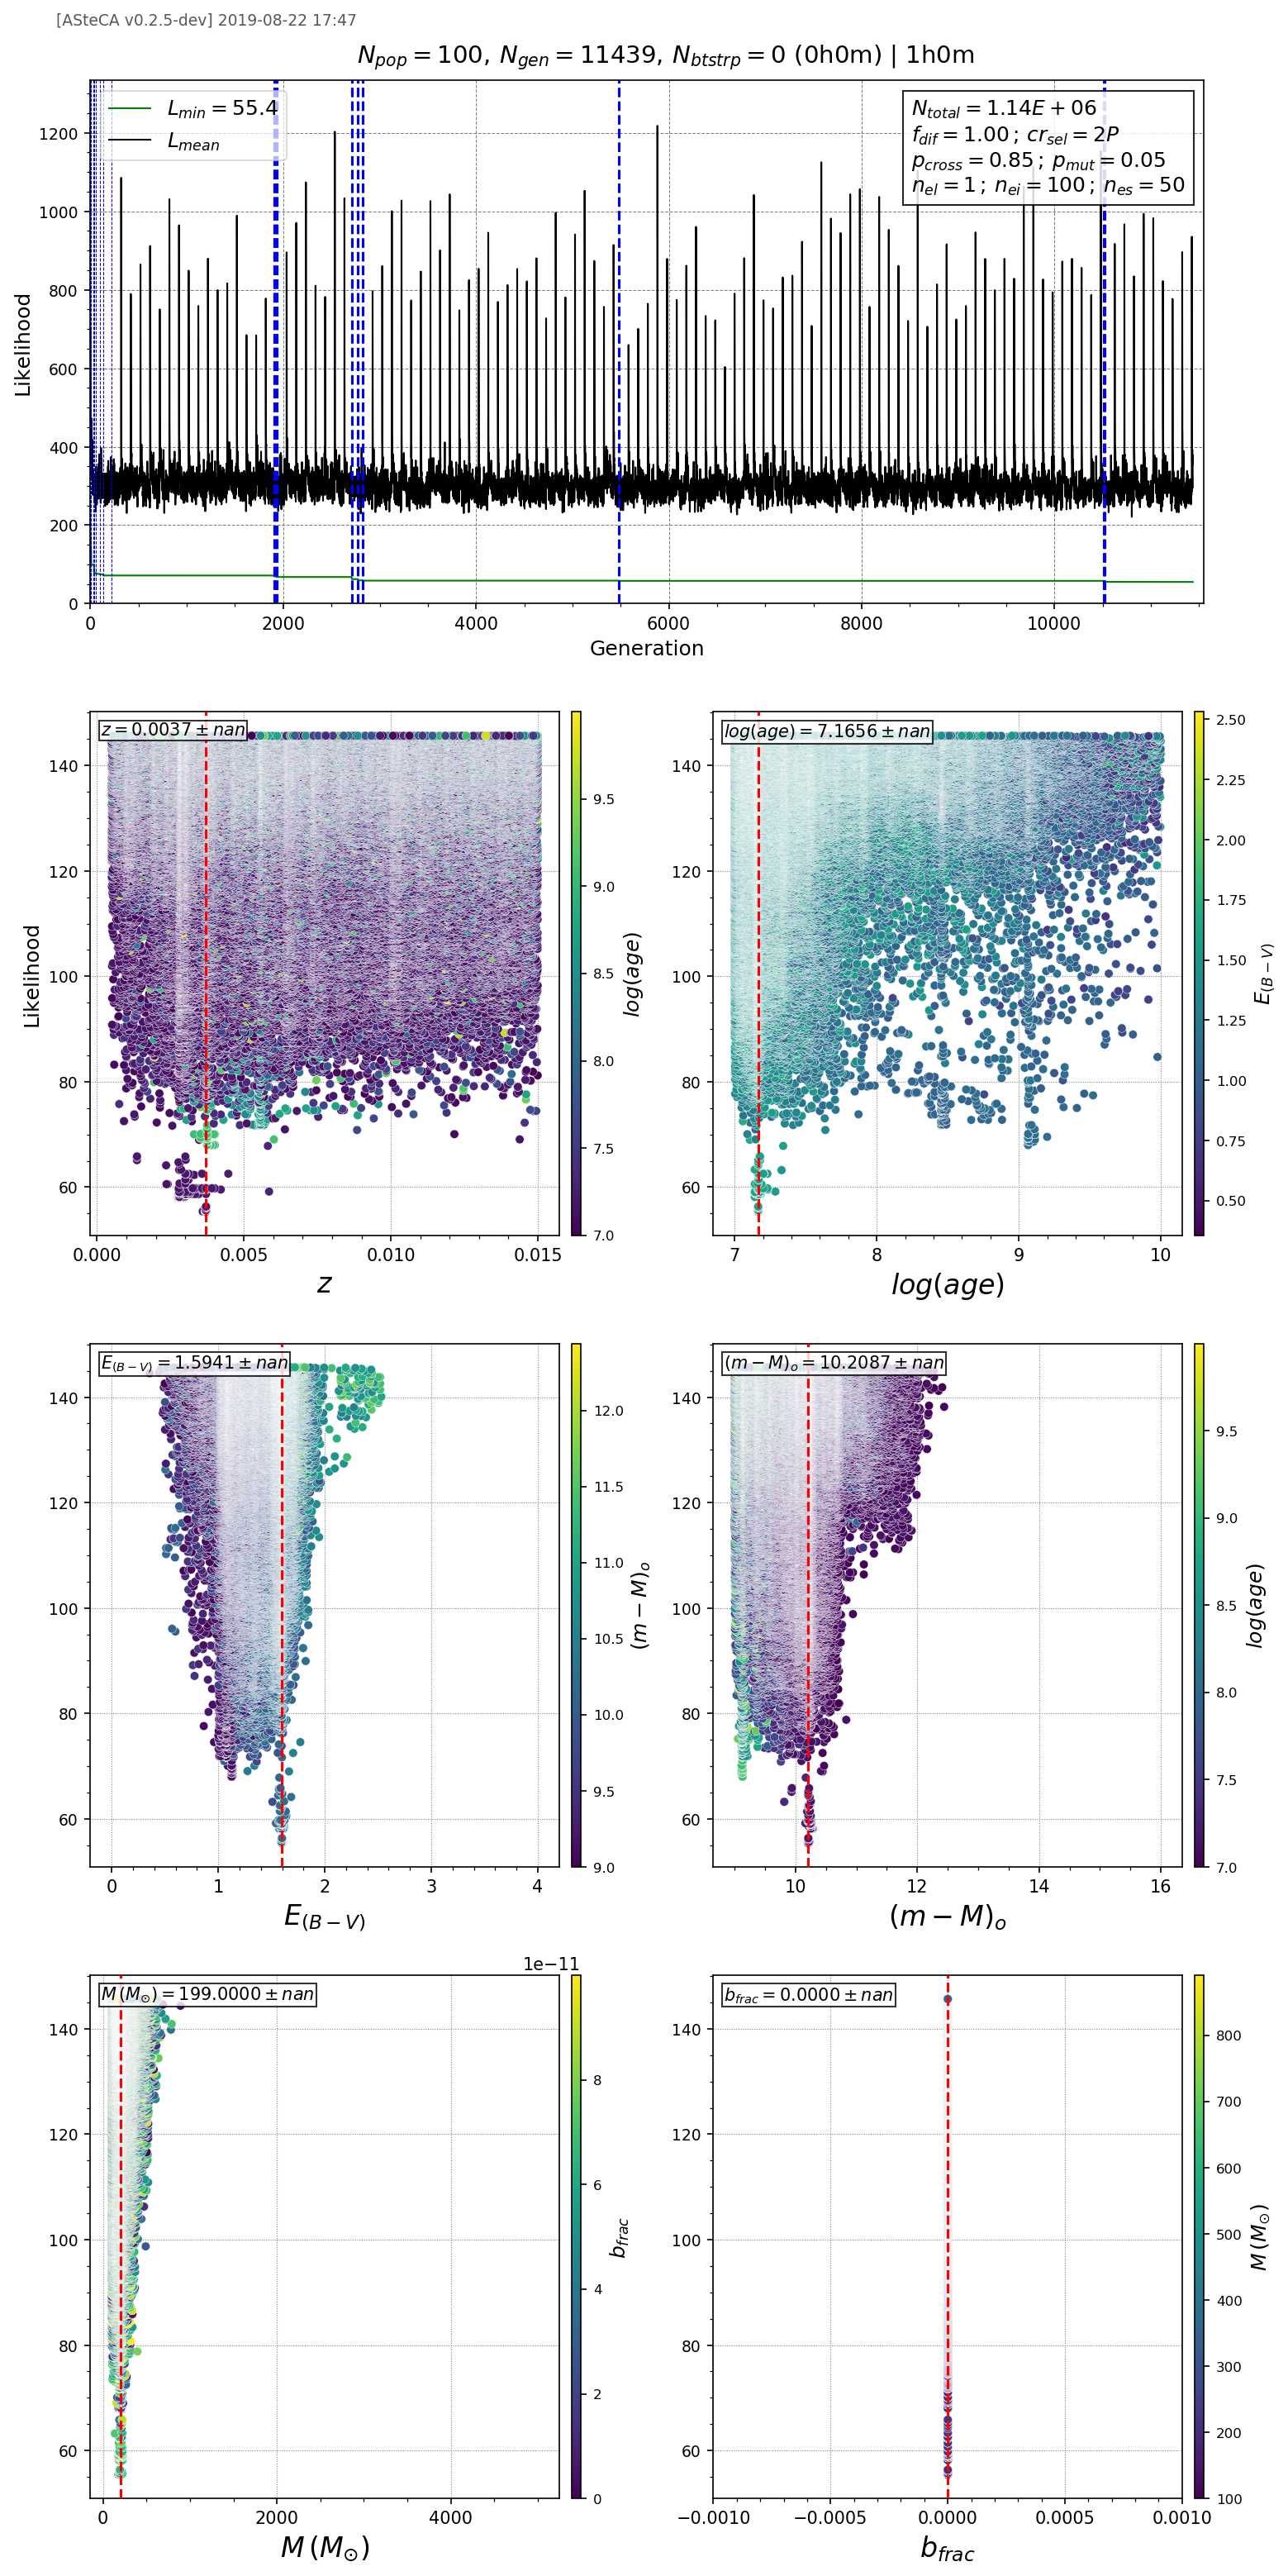 [ASteCA v0.2.5-dev] 2019-08-22 17:47
N_pop = 100, N_gen = 11439, N_btstrp = 0 (0h0m) | 1h0m
L_min = 55.4
L_mean
N_total = 1.14E + 06
f_dif = 1.00 ; cr_sel = 2P
p_cross = 0.85 ; p_mut = 0.05
n_el = 1 ; n_ei = 100 ; n_es = 50
Likelihood
1200
1000
800
600
400
200
0
0 2000 4000 6000 8000 10000
Generation
z = 0.0037 ± nan
Likelihood
140
120
100
80
60
0.000 0.005 0.010 0.015
z
9.5
9.0
8.5
8.0
7.5
7.0
log(age)
log(age) = 7.1656 ± nan
140
120
100
80
60
7 8 9 10
log(age)
2.50
2.25
2.00
1.75
1.50
1.25
1.00
0.75
0.50
E_(B−V)
E_(B−V) = 1.5941 ± nan
140
120
100
80
60
0 1 2 3 4
E_(B−V)
12.0
11.5
11.0
10.5
10.0
9.5
9.0
(m − M)_o
(m − M)_o = 10.2087 ± nan
140
120
100
80
60
10 12 14 16
(m − M)_o
9.5
9.0
8.5
8.0
7.5
7.0
log(age)
1e−11
M (M_⊙) = 199.0000 ± nan
140
120
100
80
60
0 2000 4000
M (M_⊙)
8
6
4
2
0
b_frac
b_frac = 0.0000 ± nan
140
120
100
80
60
−0.0010 −0.0005 0.0000 0.0005 0.0010
b_frac
800
700
600
500
400
300
200
100
M (M_⊙)